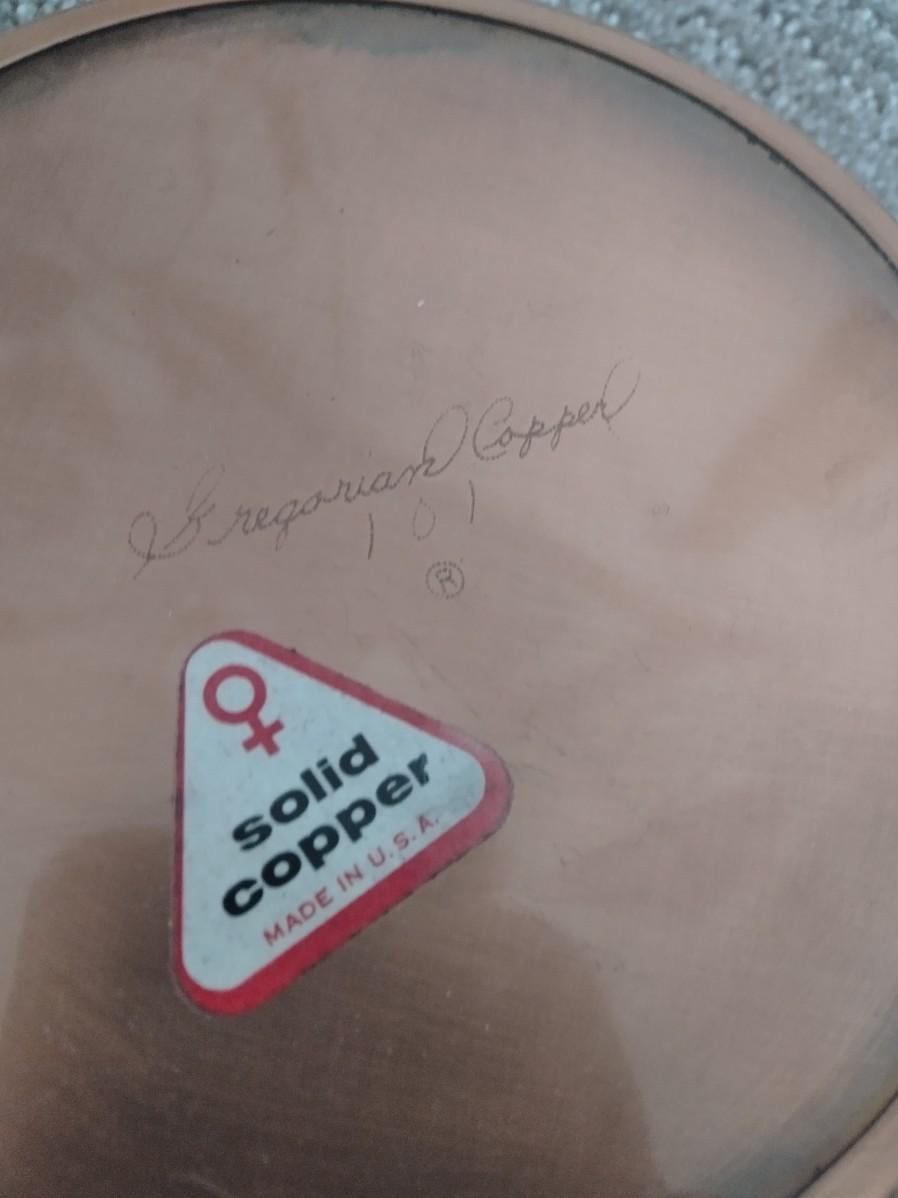 Gregorian Copper
101
®
♀
solid
copper
MADE IN U.S.A.